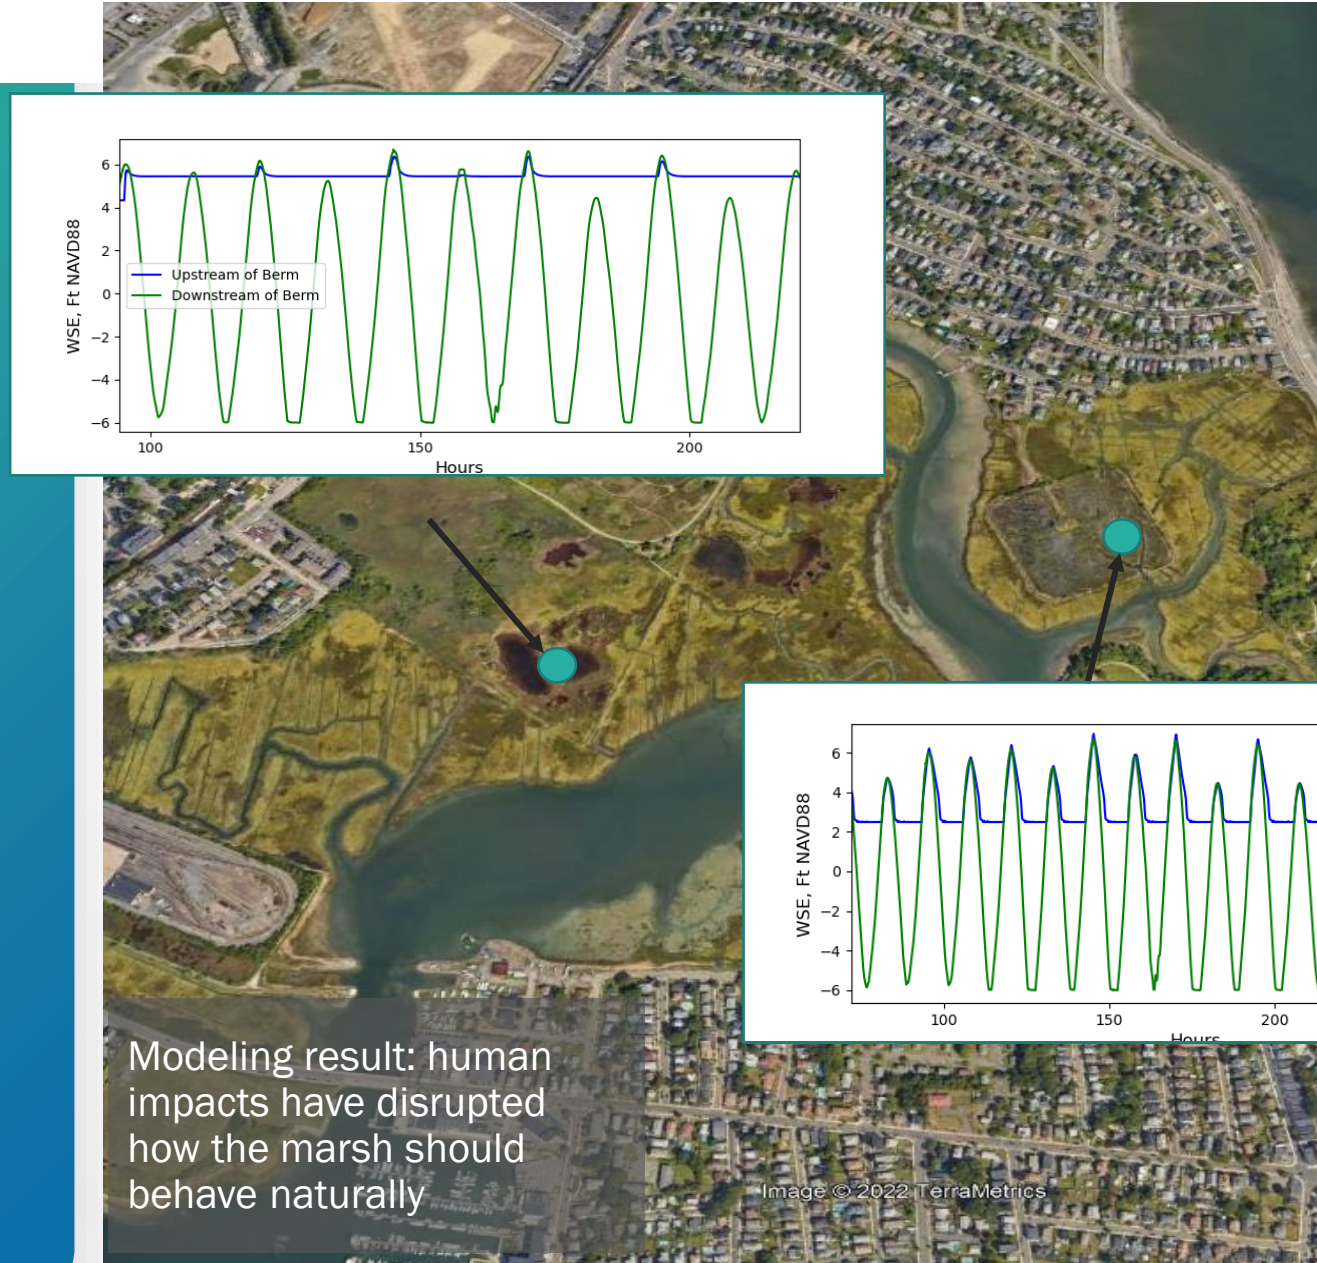 6
4
2
0
−2
−4
−6
WSE, Ft NAVD88
Upstream of Berm
Downstream of Berm
100
150
200
Hours
6
4
2
0
−2
−4
−6
WSE, Ft NAVD88
100
150
200
Hours
Modeling result: human
impacts have disrupted
how the marsh should
behave naturally
Image © 2022 TerraMetrics